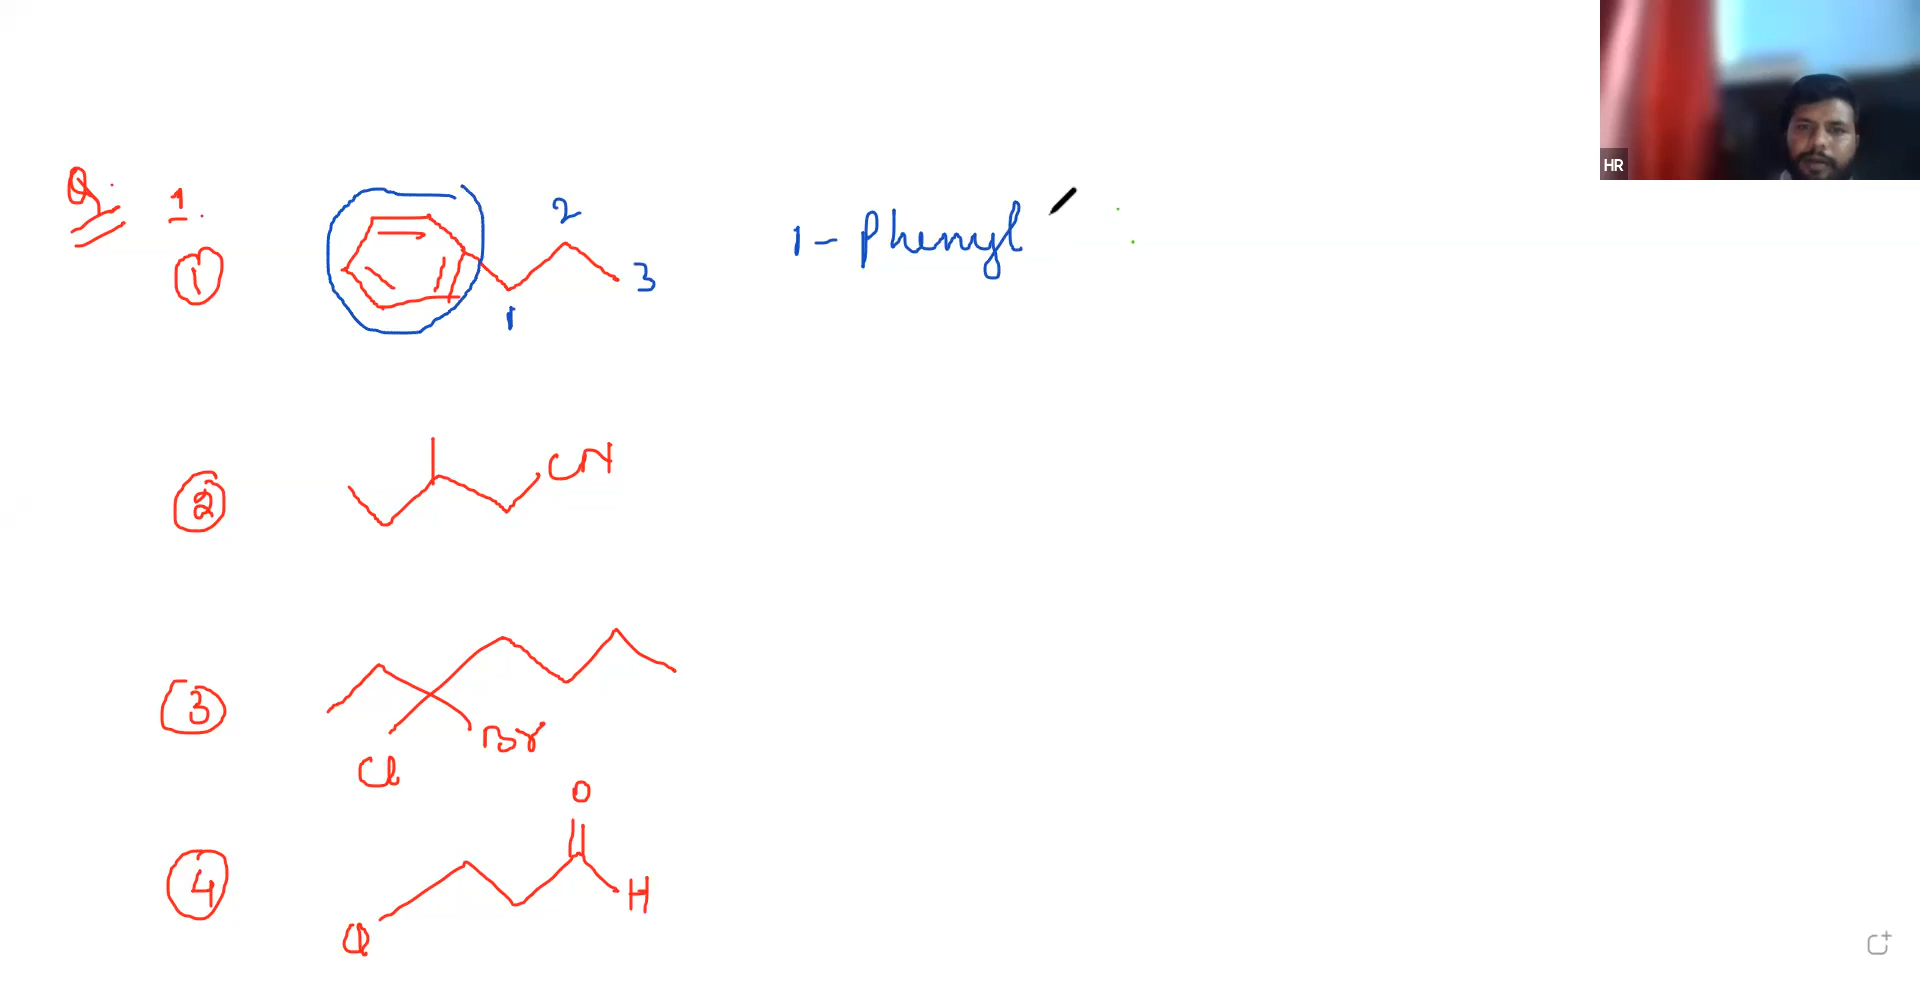 HR
Q. 1.
① 2 3 1 1- Phenyl
② CN
③ Cl Br
④ O Cl H